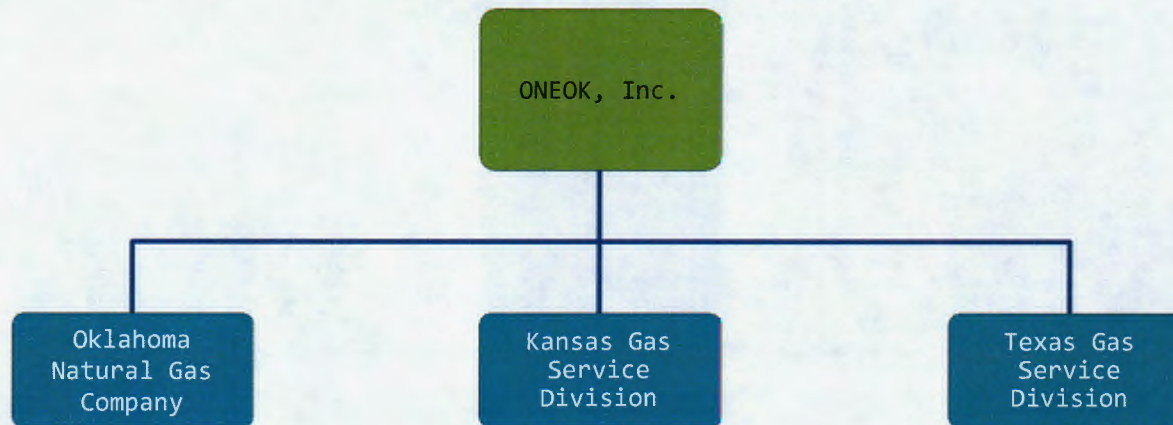 ONEOK, Inc.
Oklahoma
Natural Gas
Company
Kansas Gas
Service
Division
Texas Gas
Service
Division